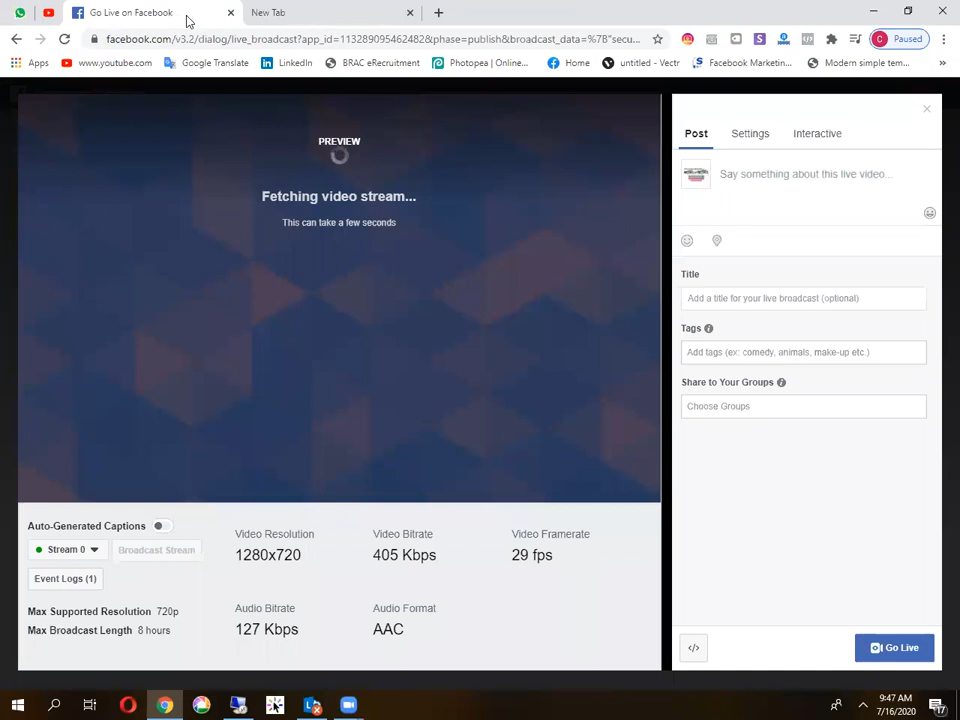 Go Live on Facebook
New Tab
facebook.com/v3.2/dialog/live_broadcast?app_id=113289095462482&phase=publish&broadcast_data=%7B"secu...
C Paused
Apps
www.youtube.com
Google Translate
LinkedIn
BRAC eRecruitment
Photopea | Online...
Home
untitled - Vectr
Facebook Marketin...
Modern simple tem...
»
PREVIEW
Fetching video stream...
This can take a few seconds
Post
Settings
Interactive
Say something about this live video...
Title
Add a title for your live broadcast (optional)
Tags
Add tags (ex: comedy, animals, make-up etc.)
Share to Your Groups
Choose Groups
Auto-Generated Captions
Stream 0
Broadcast Stream
Event Logs (1)
Max Supported Resolution 720p
Max Broadcast Length 8 hours
Video Resolution
1280x720
Video Bitrate
405 Kbps
Video Framerate
29 fps
Audio Bitrate
127 Kbps
Audio Format
AAC
</>
Go Live
9:47 AM
7/16/2020
17